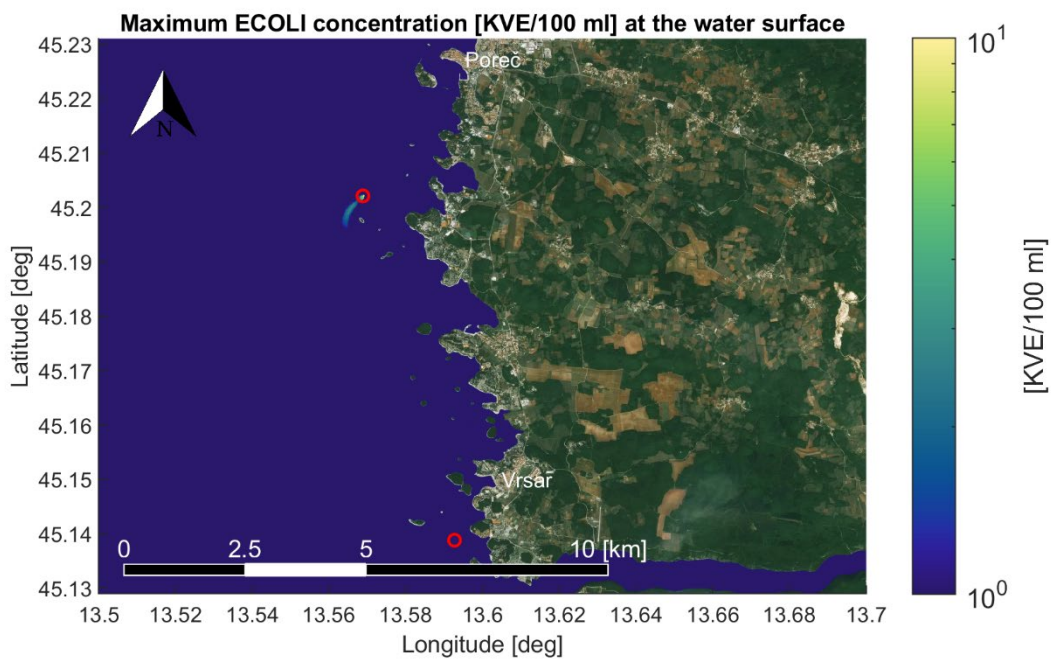 Maximum ECOLI concentration [KVE/100 ml] at the water surface
45.23
45.22
45.21
45.2
45.19
45.18
45.17
45.16
45.15
45.14
45.13
Latitude [deg]
N
Poreč
Vrsar
0 2.5 5 10 [km]
13.5 13.52 13.54 13.56 13.58 13.6 13.62 13.64 13.66 13.68 13.7
Longitude [deg]
10¹
10⁰
[KVE/100 ml]